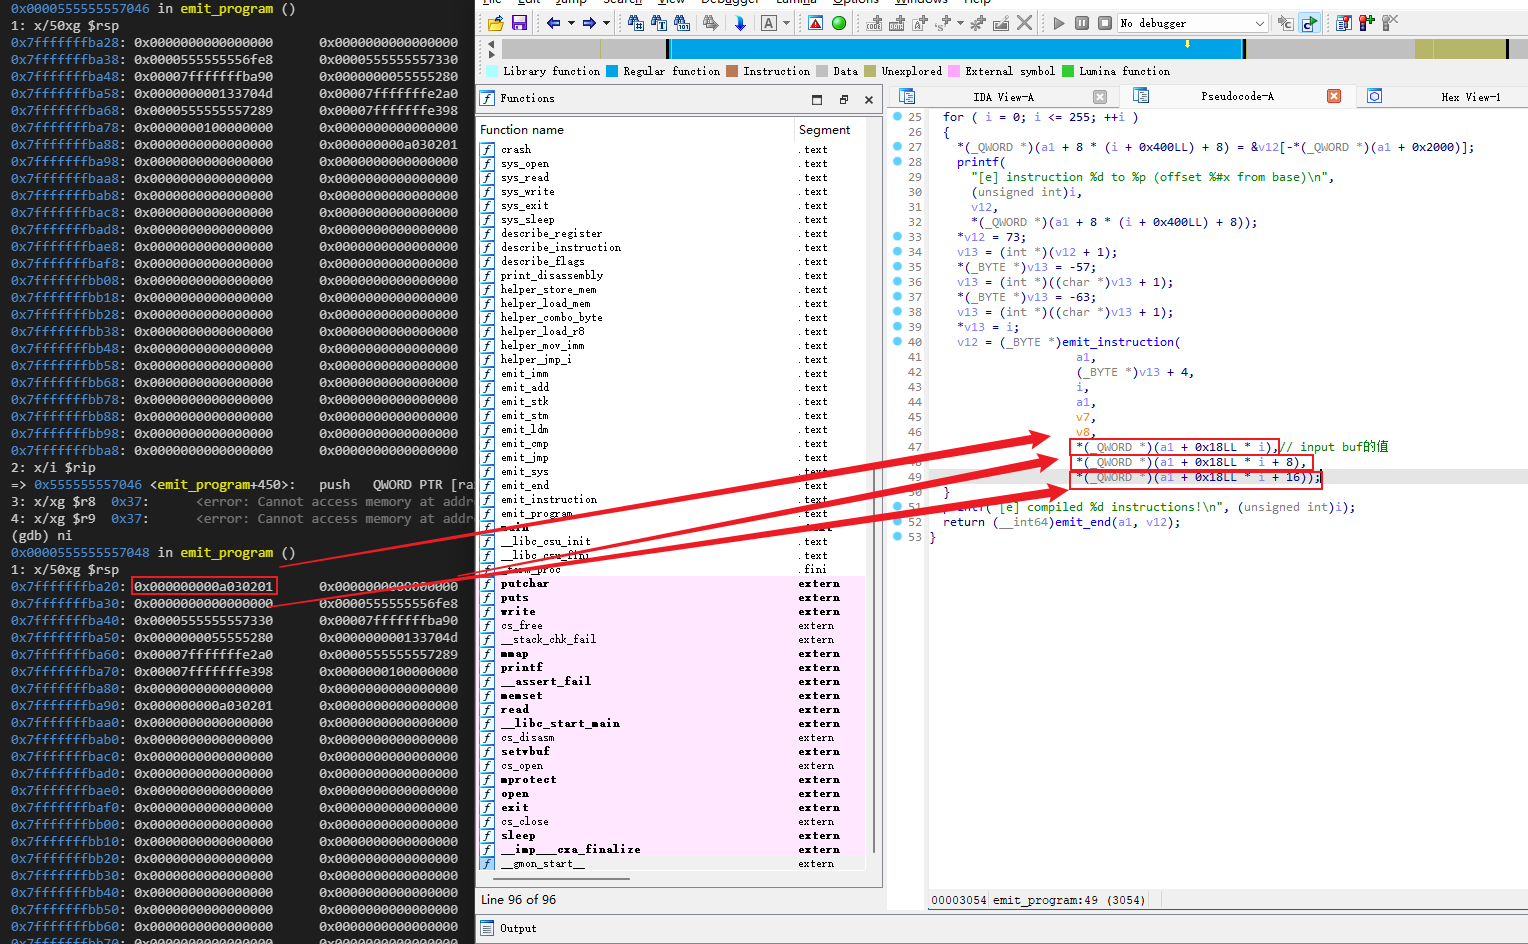 0x0000555555557046 in emit_program ()
1: x/50xg $rsp
0x7fffffffba28: 0x0000000000000000 0x0000000000000000
0x7fffffffba38: 0x0000555555556fe8 0x0000555555557330
0x7fffffffba48: 0x00007fffffffba90 0x0000000055555280
0x7fffffffba58: 0x000000000133704d 0x00007fffffffe2a0
0x7fffffffba68: 0x0000555555557289 0x00007fffffffe398
0x7fffffffba78: 0x0000000100000000 0x0000000000000000
0x7fffffffba88: 0x0000000000000000 0x000000000a030201
0x7fffffffba98: 0x0000000000000000 0x0000000000000000
0x7fffffffbaa8: 0x0000000000000000 0x0000000000000000
0x7fffffffbab8: 0x0000000000000000 0x0000000000000000
0x7fffffffbac8: 0x0000000000000000 0x0000000000000000
0x7fffffffbad8: 0x0000000000000000 0x0000000000000000
0x7fffffffbae8: 0x0000000000000000 0x0000000000000000
0x7fffffffbaf8: 0x0000000000000000 0x0000000000000000
0x7fffffffbb08: 0x0000000000000000 0x0000000000000000
0x7fffffffbb18: 0x0000000000000000 0x0000000000000000
0x7fffffffbb28: 0x0000000000000000 0x0000000000000000
0x7fffffffbb38: 0x0000000000000000 0x0000000000000000
0x7fffffffbb48: 0x0000000000000000 0x0000000000000000
0x7fffffffbb58: 0x0000000000000000 0x0000000000000000
0x7fffffffbb68: 0x0000000000000000 0x0000000000000000
0x7fffffffbb78: 0x0000000000000000 0x0000000000000000
0x7fffffffbb88: 0x0000000000000000 0x0000000000000000
0x7fffffffbb98: 0x0000000000000000 0x0000000000000000
0x7fffffffbba8: 0x0000000000000000 0x0000000000000000
2: x/i $rip
=> 0x555555557046 <emit_program+450>: push QWORD PTR [ra
3: x/xg $r8 0x37: <error: Cannot access memory at addr
4: x/xg $r9 0x37: <error: Cannot access memory at addr
(gdb) ni
0x0000555555557048 in emit_program ()
1: x/50xg $rsp
0x7fffffffba20: 0x000000000a030201 0x0000000000000000
0x7fffffffba30: 0x0000000000000000 0x0000555555556fe8
0x7fffffffba40: 0x0000555555557330 0x00007fffffffba90
0x7fffffffba50: 0x0000000055555280 0x000000000133704d
0x7fffffffba60: 0x00007fffffffe2a0 0x0000555555557289
0x7fffffffba70: 0x00007fffffffe398 0x0000000100000000
0x7fffffffba80: 0x0000000000000000 0x0000000000000000
0x7fffffffba90: 0x000000000a030201 0x0000000000000000
0x7fffffffbaa0: 0x0000000000000000 0x0000000000000000
0x7fffffffbab0: 0x0000000000000000 0x0000000000000000
0x7fffffffbac0: 0x0000000000000000 0x0000000000000000
0x7fffffffbad0: 0x0000000000000000 0x0000000000000000
0x7fffffffbae0: 0x0000000000000000 0x0000000000000000
0x7fffffffbaf0: 0x0000000000000000 0x0000000000000000
0x7fffffffbb00: 0x0000000000000000 0x0000000000000000
0x7fffffffbb10: 0x0000000000000000 0x0000000000000000
0x7fffffffbb20: 0x0000000000000000 0x0000000000000000
0x7fffffffbb30: 0x0000000000000000 0x0000000000000000
0x7fffffffbb40: 0x0000000000000000 0x0000000000000000
0x7fffffffbb50: 0x0000000000000000 0x0000000000000000
0x7fffffffbb60: 0x0000000000000000 0x0000000000000000
No debugger
Library function Regular function Instruction Data Unexplored External symbol Lumina function
Functions
Function name Segment
crash .text
sys_open .text
sys_read .text
sys_write .text
sys_exit .text
sys_sleep .text
describe_register .text
describe_instruction .text
describe_flags .text
print_disassembly .text
helper_store_mem .text
helper_load_mem .text
helper_combo_byte .text
helper_load_r8 .text
helper_mov_imm .text
helper_jmp_i .text
emit_imm .text
emit_add .text
emit_stk .text
emit_stm .text
emit_ldm .text
emit_cmp .text
emit_jmp .text
emit_sys .text
emit_end .text
emit_instruction .text
emit_program .text
main
__libc_csu_init .text
__libc_csu_fini .text
_term_proc .fini
putchar extern
puts extern
write extern
cs_free extern
__stack_chk_fail extern
mmap extern
printf extern
__assert_fail extern
memset extern
read extern
__libc_start_main extern
cs_disasm extern
setvbuf extern
cs_open extern
mprotect extern
open extern
exit extern
cs_close extern
sleep extern
__imp___cxa_finalize extern
__gmon_start__ extern
Line 96 of 96
Output
IDA View-A Pseudocode-A Hex View-1
25 for ( i = 0; i <= 255; ++i )
26 {
27 *(_QWORD *)(a1 + 8 * (i + 0x400LL) + 8) = &v12[-*(_QWORD *)(a1 + 0x2000)];
28 printf(
29 "[e] instruction %d to %p (offset %#x from base)\n",
30 (unsigned int)i,
31 v12,
32 *(_QWORD *)(a1 + 8 * (i + 0x400LL) + 8));
33 *v12 = 73;
34 v13 = (int *)(v12 + 1);
35 *(_BYTE *)v13 = -57;
36 v13 = (int *)((char *)v13 + 1);
37 *(_BYTE *)v13 = -63;
38 v13 = (int *)((char *)v13 + 1);
39 *v13 = i;
40 v12 = (_BYTE *)emit_instruction(
41 a1,
42 (_BYTE *)v13 + 4,
43 i,
44 a1,
45 v7,
46 v8,
47 *(_QWORD *)(a1 + 0x18LL * i),// input buf的值
48 *(_QWORD *)(a1 + 0x18LL * i + 8),
49 *(_QWORD *)(a1 + 0x18LL * i + 16));
50 }
51 printf( [e] compiled %d instructions!\n", (unsigned int)i);
52 return (__int64)emit_end(a1, v12);
53 }
00003054 emit_program:49 (3054)